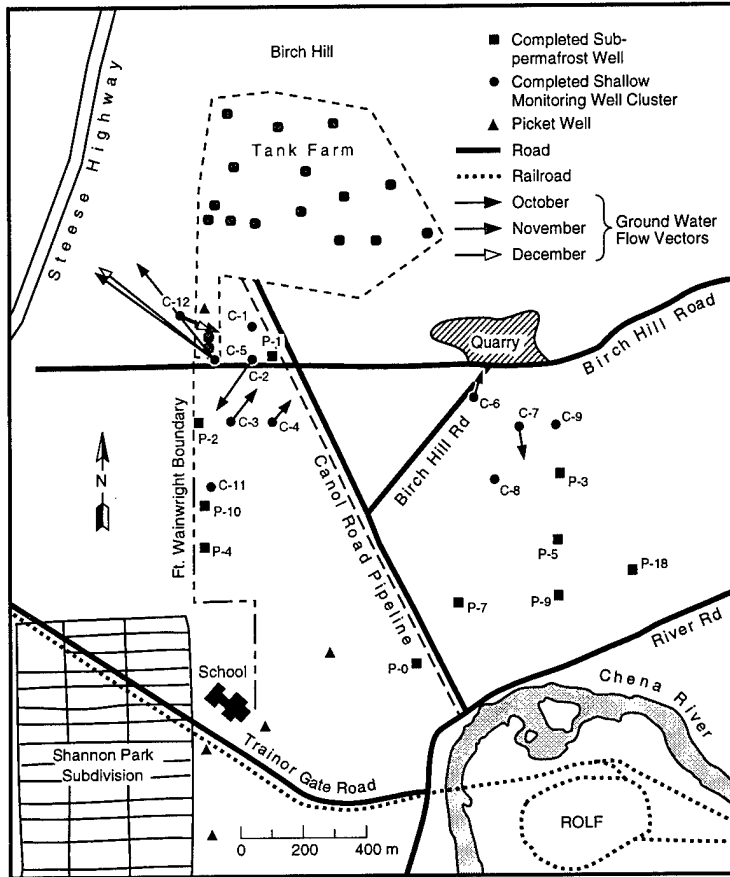 Birch Hill
Steese Highway
Tank Farm
Completed Sub-
permafrost Well
Completed Shallow
Monitoring Well Cluster
Picket Well
Road
Railroad
October
November
December
Ground Water
Flow Vectors
C-12
C-1
P-1
C-5
C-2
Quarry
Birch Hill Road
C-6
C-7
C-9
C-3
C-4
P-2
Birch Hill Rd
C-8
P-3
N
Ft. Wainwright Boundary
C-11
P-10
P-4
Canol Road Pipeline
P-5
P-18
P-7
P-9
River Rd
P-0
School
Chena
River
Trainor Gate Road
Shannon Park
Subdivision
ROLF
0 200 400 m